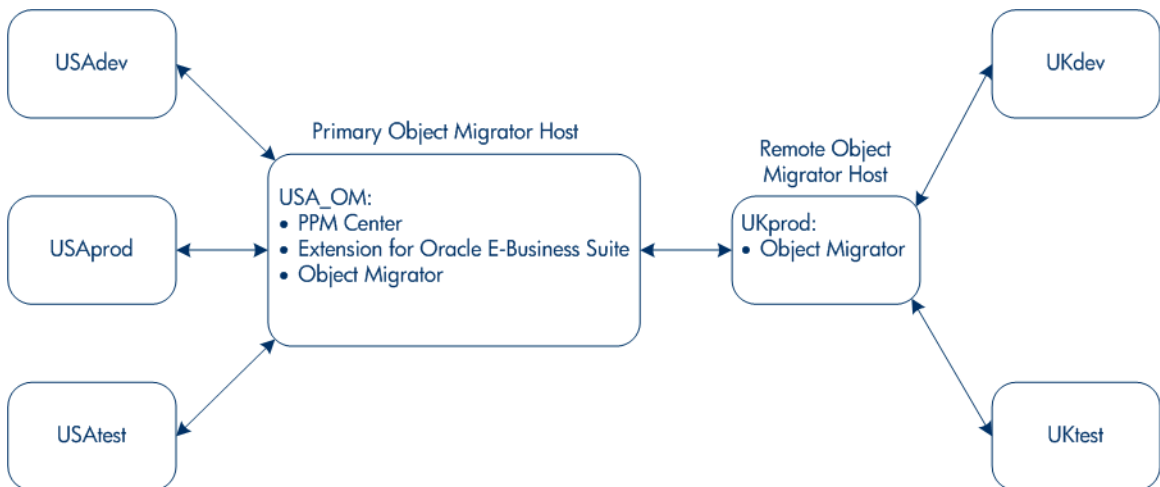 USAdev
UKdev
Primary Object Migrator Host
Remote Object
Migrator Host
USA_OM:
• PPM Center
• Extension for Oracle E-Business Suite
• Object Migrator
USAprod
UKprod:
• Object Migrator
USAtest
UKtest